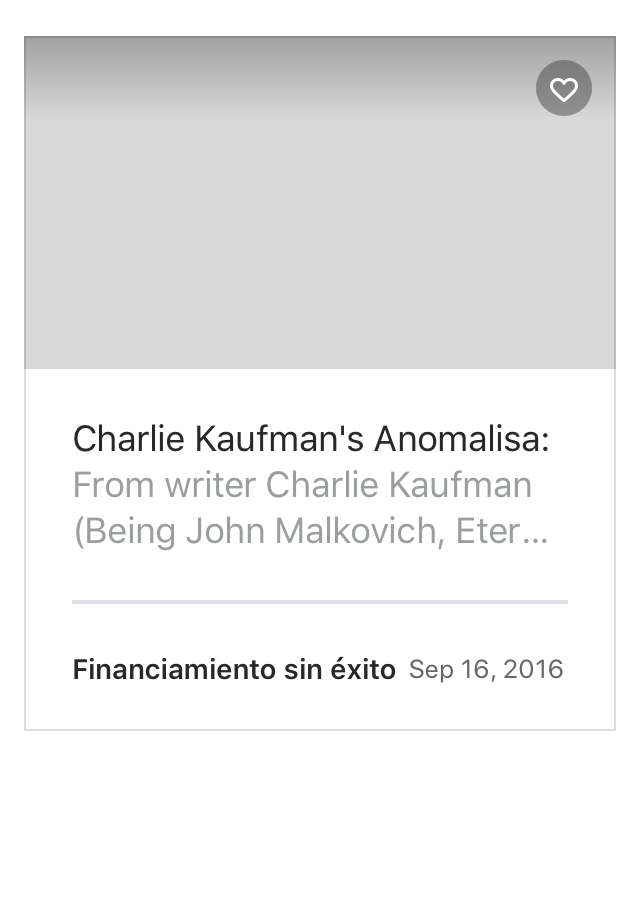 Charlie Kaufman's Anomalisa:
From writer Charlie Kaufman
(Being John Malkovich, Eter...
Financiamiento sin éxito Sep 16, 2016